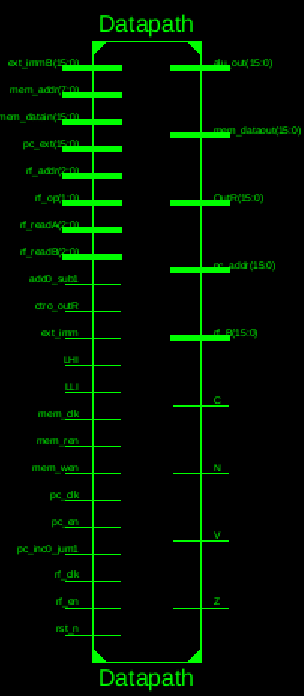 Datapath
ext_immB(15:0)
mem_addr(7:0)
mem_datain(15:0)
pc_ext(15:0)
rf_addr(2:0)
rf_op(1:0)
rf_readA(2:0)
rf_readB(2:0)
add0_sub1
ctro_outR
ext_imm
LHI
LLI
mem_clk
mem_ren
mem_wen
pc_clk
pc_en
pc_inc0_jum1
rf_clk
rf_en
rst_n
alu_out(15:0)
mem_dataout(15:0)
OutR(15:0)
pc_addr(15:0)
rf_B(15:0)
C
N
V
Z
Datapath